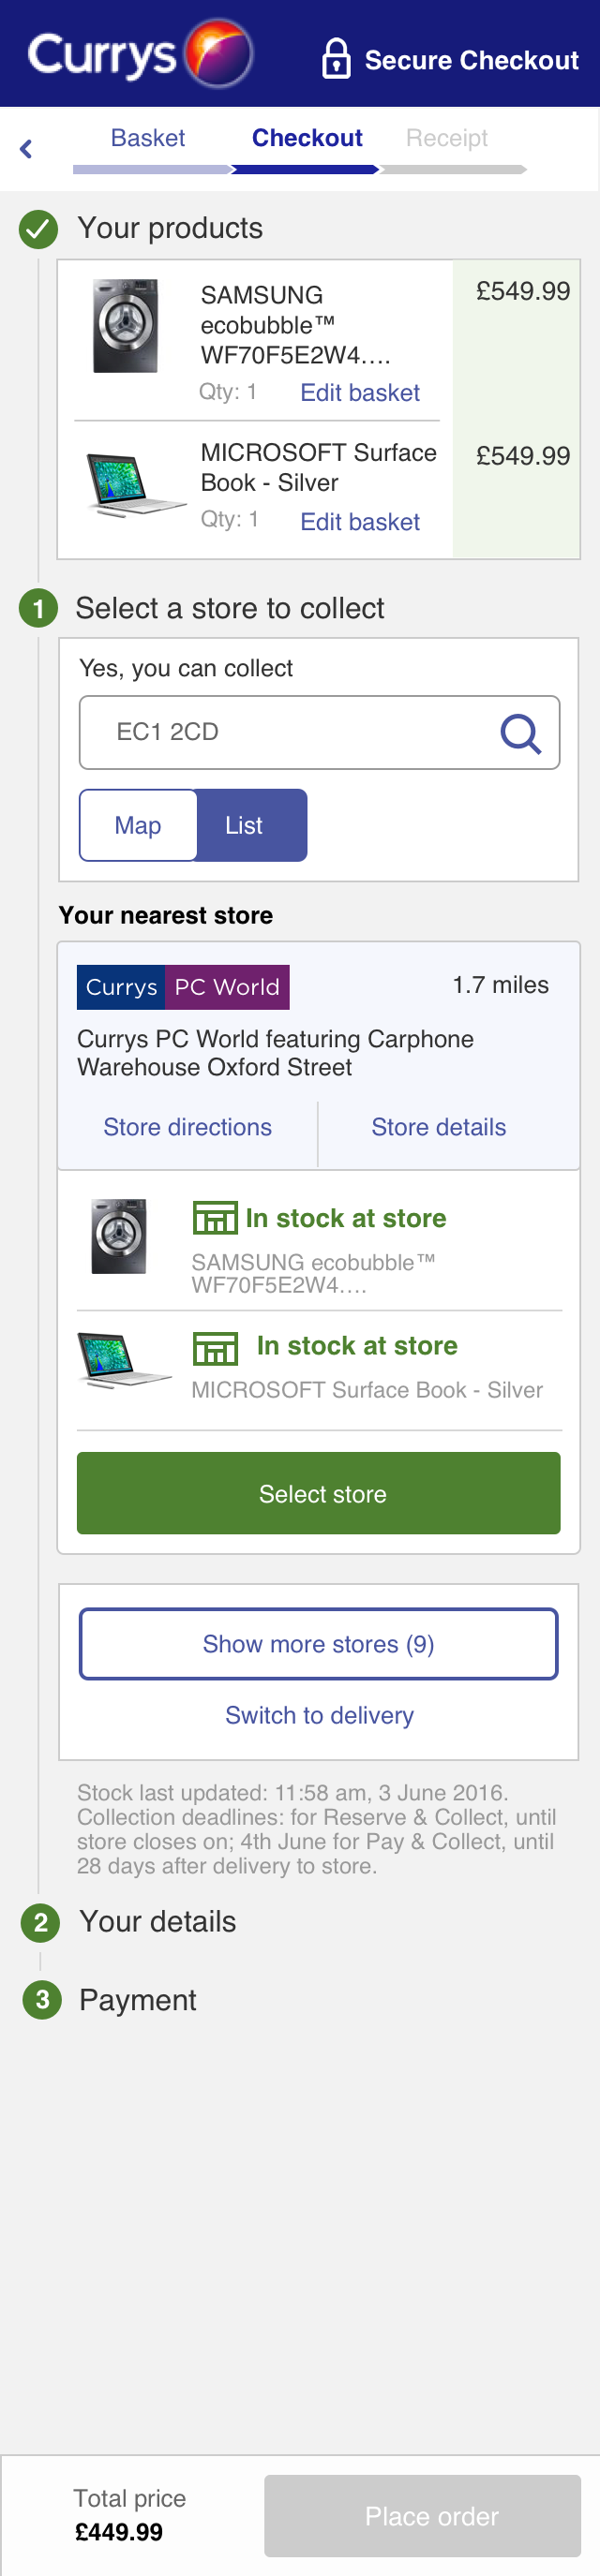 Currys
Secure Checkout
Basket
Checkout
Receipt
Your products
SAMSUNG
ecobubble™
WF70F5E2W4....
£549.99
Qty: 1
Edit basket
MICROSOFT Surface
Book - Silver
£549.99
Qty: 1
Edit basket
1
Select a store to collect
Yes, you can collect
EC1 2CD
Map
List
Your nearest store
Currys PC World
1.7 miles
Currys PC World featuring Carphone
Warehouse Oxford Street
Store directions
Store details
In stock at store
SAMSUNG ecobubble™
WF70F5E2W4....
In stock at store
MICROSOFT Surface Book - Silver
Select store
Show more stores (9)
Switch to delivery
Stock last updated: 11:58 am, 3 June 2016.
Collection deadlines: for Reserve & Collect, until
store closes on; 4th June for Pay & Collect, until
28 days after delivery to store.
2
Your details
3
Payment
Total price
£449.99
Place order